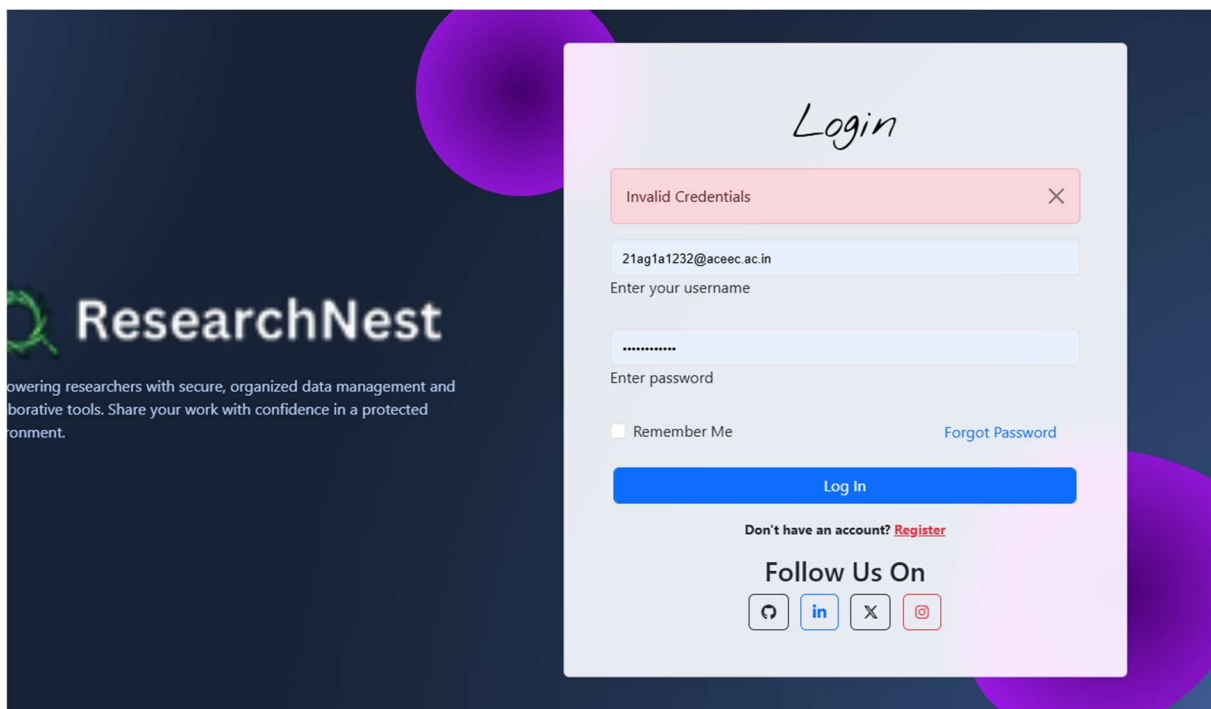 Login
Invalid Credentials
21ag1a1232@aceec.ac.in
Enter your username
ResearchNest
••••••••••••
Enter password
owering researchers with secure, organized data management and
borative tools. Share your work with confidence in a protected
ronment.
Remember Me
Forgot Password
Log In
Don't have an account? Register
Follow Us On
in
X